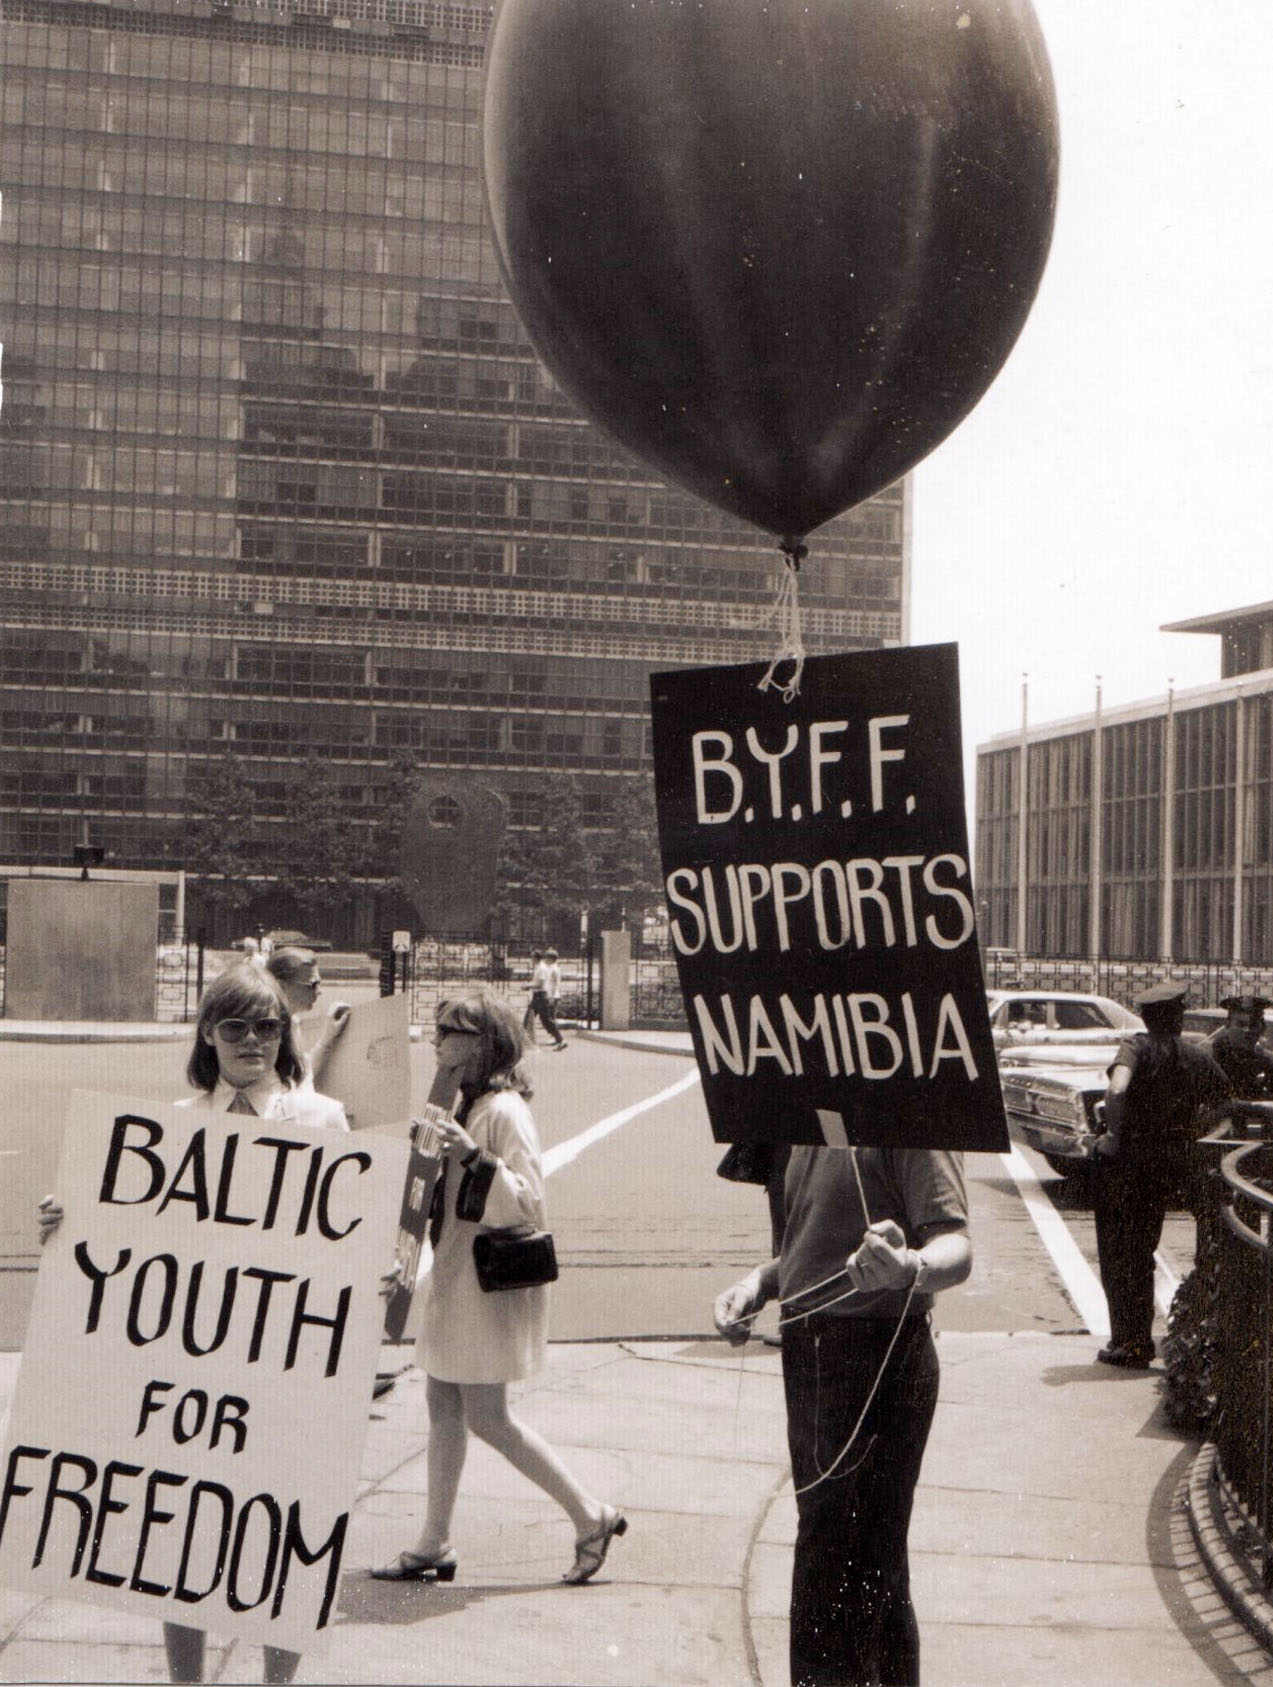 B.Y.F.F.
SUPPORTS
NAMIBIA
BALTIC
YOUTH
FOR
FREEDOM